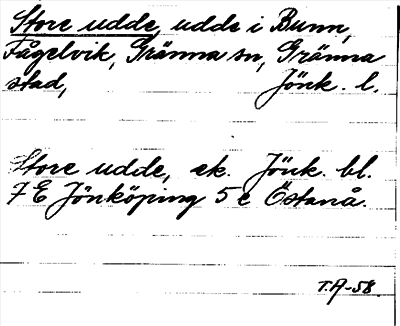 Store udde, udde i Bunn,
Fågelvik, Gränna sn, Gränna
stad, Jönk. l.
Store udde, ek. Jönk. bl.
7 E Jönköping 5 e Östanå.
T.A-58.